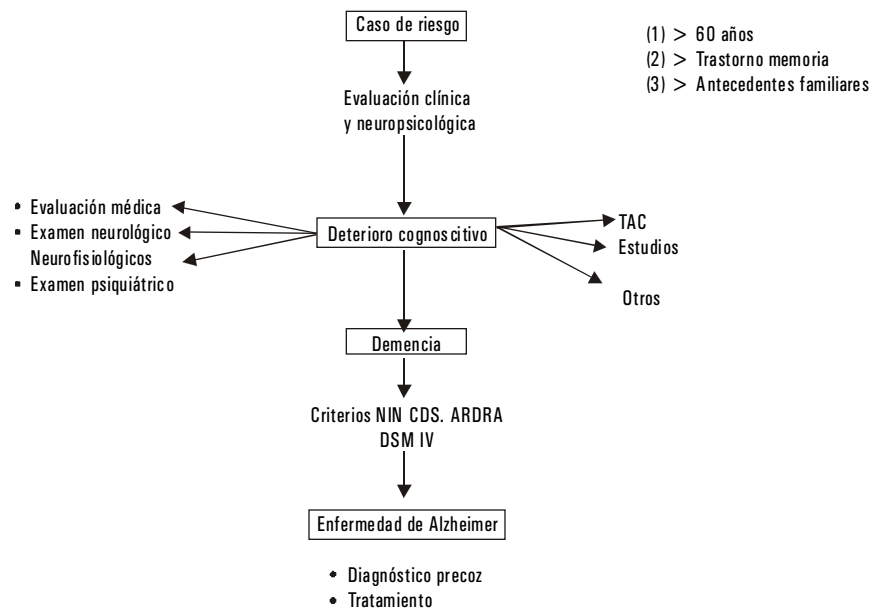 Caso de riesgo
(1) > 60 años
(2) > Trastorno memoria
(3) > Antecedentes familiares
Evaluación clínica
y neuropsicológica
• Evaluación médica
• Examen neurológico
Neurofisiológicos
• Examen psiquiátrico
Deterioro cognoscitivo
TAC
Estudios
Otros
Demencia
Criterios NIN CDS. ARDRA
DSM IV
Enfermedad de Alzheimer
• Diagnóstico precoz
• Tratamiento